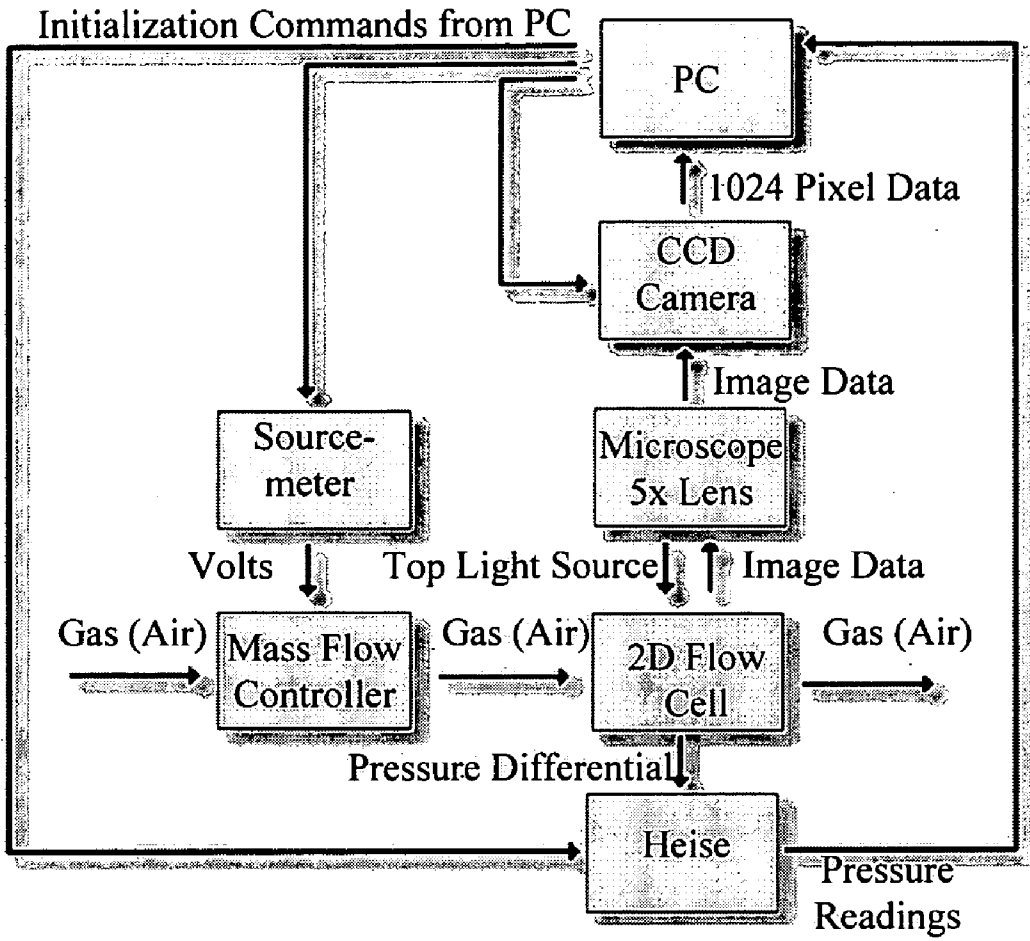 Initialization Commands from PC
PC
1024 Pixel Data
CCD
Camera
Image Data
Source-
meter
Microscope
5x Lens
Volts
Top Light Source
Image Data
Gas (Air)
Mass Flow
Controller
Gas (Air)
2D Flow
Cell
Gas (Air)
Pressure Differential
Heise
Pressure
Readings